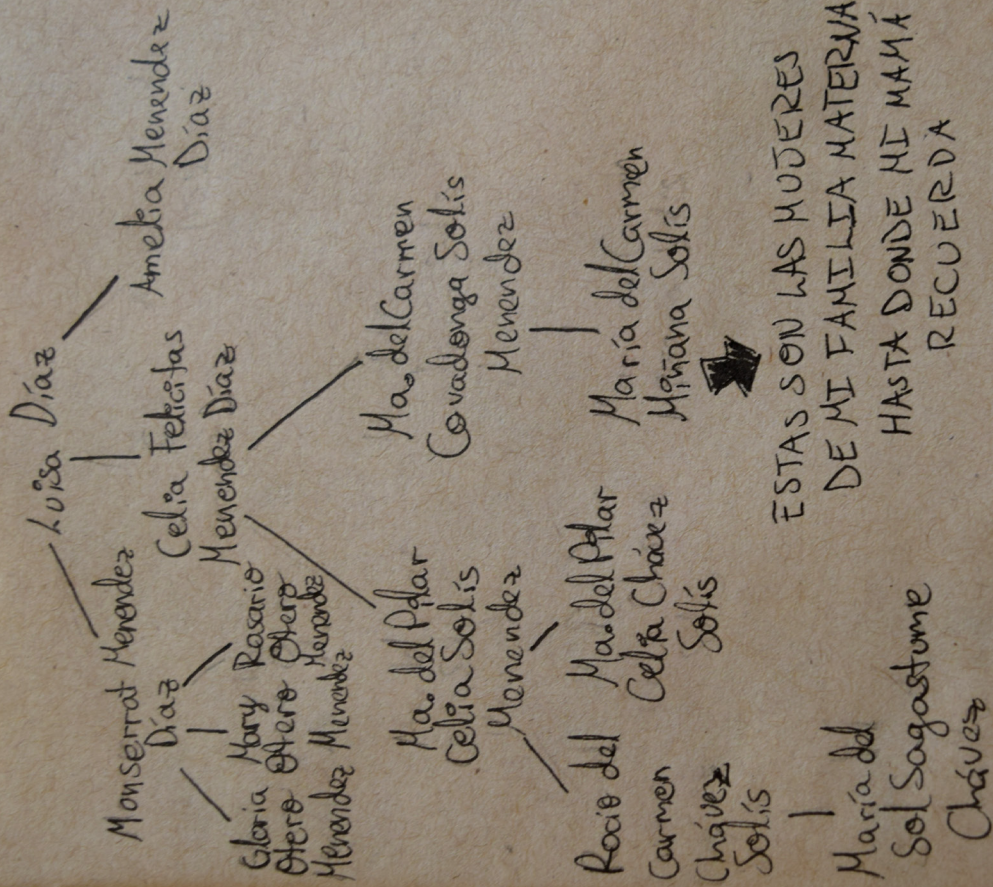 Luisa Díaz
Monserrat Menendez
Díaz
Celia Felicitas
Menendez Díaz
Amelia Menendez
Díaz
Gloria Mary Rosario
Otero Otero Otero
Menendez Menendez Menendez
Ma. del Pilar
Celia Solís
Menendez
Ma. del Carmen
Covadonga Solís
Menendez
Rocio del
Carmen
Chávez
Solís
Ma. del Pilar
Celia Chávez
Solís
María del Carmen
Miñana Solís
María del
Sol Sagastume
Chávez
ESTAS SON LAS MUJERES
DE MI FAMILIA MATERNA
HASTA DONDE MI MAMÁ
RECUERDA